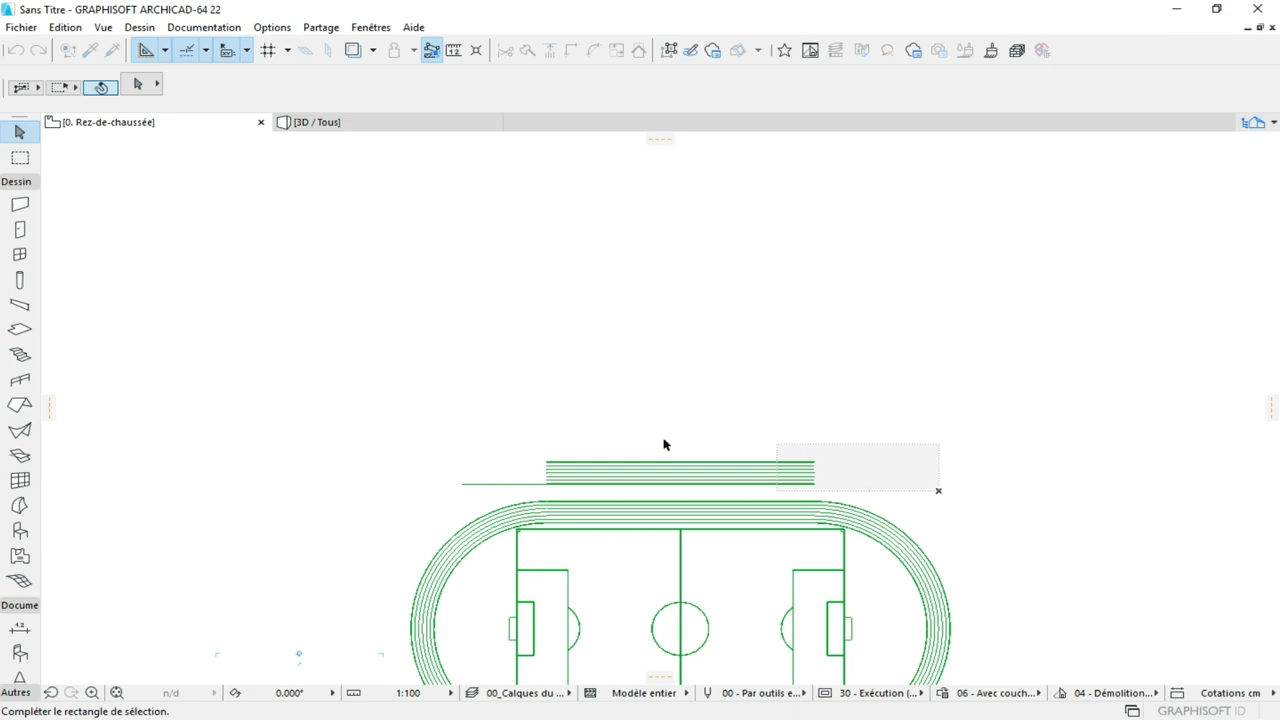 Sans Titre - GRAPHISOFT ARCHICAD-64 22
Fichier Edition Vue Dessin Documentation Options Partage Fenêtres Aide
[0. Rez-de-chaussée] [3D / Tous]
Dessin
Docume
Autres n/d 0.000° 1:100 00_Calques du ... Modèle entier 00 - Par outils e... 30 - Exécution (... 06 - Avec couch... 04 - Démolition... Cotations cm
Compléter le rectangle de sélection. GRAPHISOFT ID